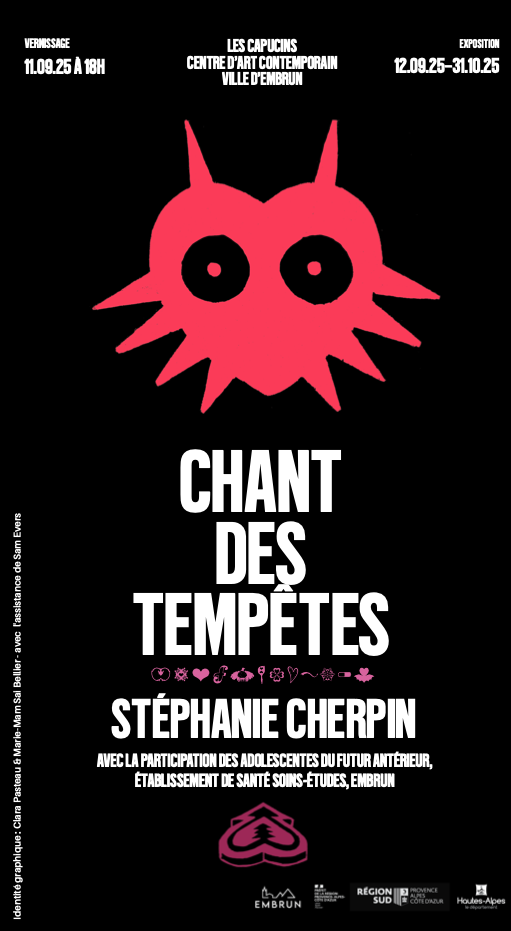 VERNISSAGE
11.09.25 À 18H
LES CAPUCINS
CENTRE D'ART CONTEMPORAIN
VILLE D'EMBRUN
EXPOSITION
12.09.25–31.10.25
CHANT
DES
TEMPÊTES
STÉPHANIE CHERPIN
AVEC LA PARTICIPATION DES ADOLESCENTES DU FUTUR ANTÉRIEUR,
ÉTABLISSEMENT DE SANTÉ SOINS-ÉTUDES, EMBRUN
Identité graphique : Clara Pasteau & Marie-Mam Sai Bellier - avec l'assistance de Sam Evers
EMBRUN
RÉGION
SUD
PROVENCE
ALPES
CÔTE D'AZUR
Hautes-Alpes
le département